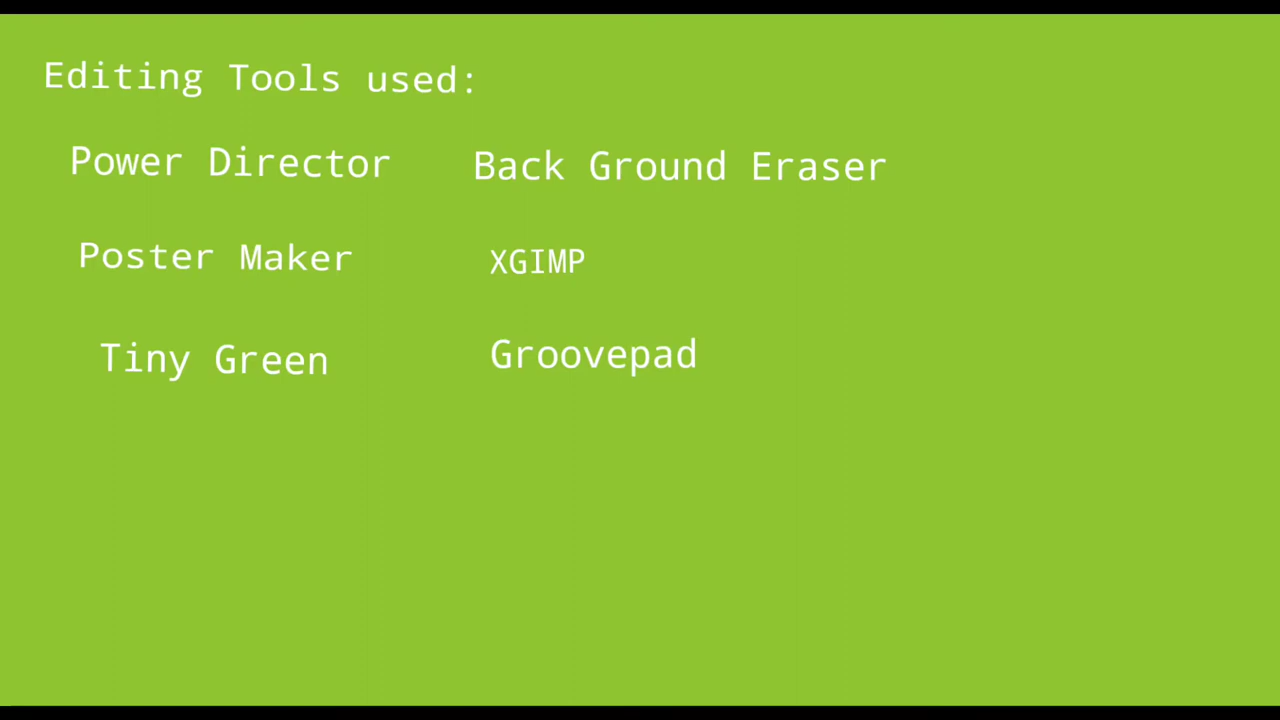 Editing Tools used:
Power Director
Back Ground Eraser
Poster Maker
XGIMP
Tiny Green
Groovepad